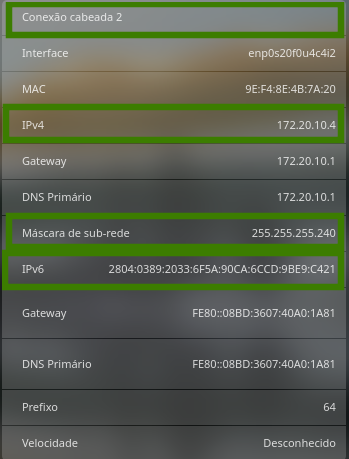 Conexão cabeada 2
Interface enp0s20f0u4c4i2
MAC 9E:F4:8E:4B:7A:20
IPv4 172.20.10.4
Gateway 172.20.10.1
DNS Primário 172.20.10.1
Máscara de sub-rede 255.255.255.240
IPv6 2804:0389:2033:6F5A:90CA:6CCD:9BE9:C421
Gateway FE80::08BD:3607:40A0:1A81
DNS Primário FE80::08BD:3607:40A0:1A81
Prefixo 64
Velocidade Desconhecido